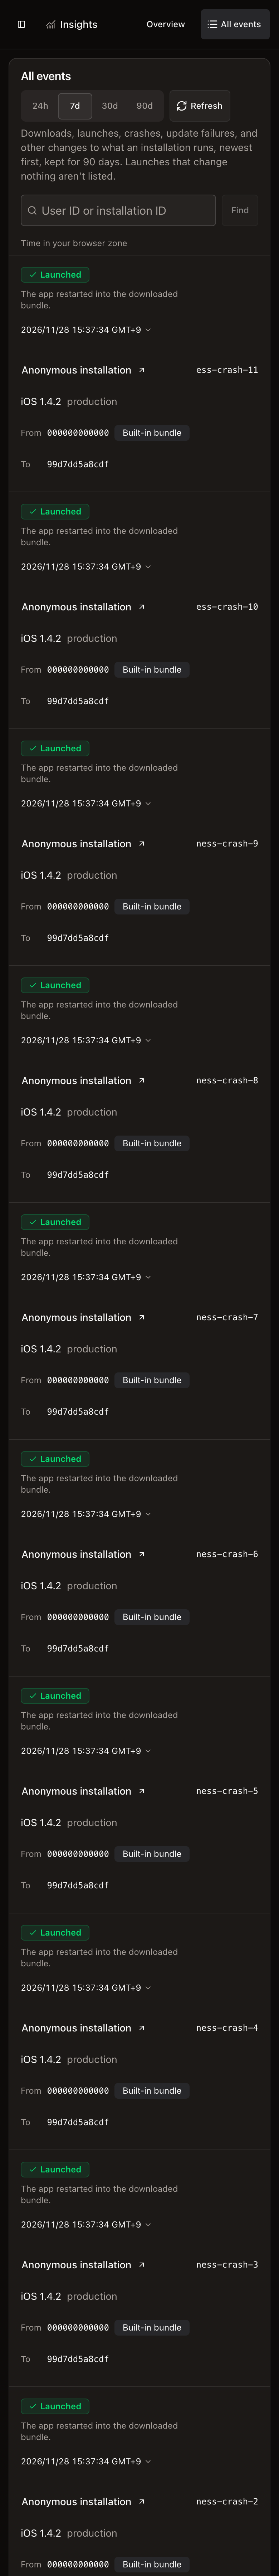 Insights
Overview
All events
All events
24h 7d 30d 90d Refresh
Downloads, launches, crashes, update failures, and
other changes to what an installation runs, newest
first, kept for 90 days. Launches that change
nothing aren't listed.
User ID or installation ID Find
Time in your browser zone
Launched
The app restarted into the downloaded
bundle.
2026/11/28 15:37:34 GMT+9
Anonymous installation ess-crash-11
iOS 1.4.2 production
From 000000000000 Built-in bundle
To 99d7dd5a8cdf
Launched
The app restarted into the downloaded
bundle.
2026/11/28 15:37:34 GMT+9
Anonymous installation ess-crash-10
iOS 1.4.2 production
From 000000000000 Built-in bundle
To 99d7dd5a8cdf
Launched
The app restarted into the downloaded
bundle.
2026/11/28 15:37:34 GMT+9
Anonymous installation ness-crash-9
iOS 1.4.2 production
From 000000000000 Built-in bundle
To 99d7dd5a8cdf
Launched
The app restarted into the downloaded
bundle.
2026/11/28 15:37:34 GMT+9
Anonymous installation ness-crash-8
iOS 1.4.2 production
From 000000000000 Built-in bundle
To 99d7dd5a8cdf
Launched
The app restarted into the downloaded
bundle.
2026/11/28 15:37:34 GMT+9
Anonymous installation ness-crash-7
iOS 1.4.2 production
From 000000000000 Built-in bundle
To 99d7dd5a8cdf
Launched
The app restarted into the downloaded
bundle.
2026/11/28 15:37:34 GMT+9
Anonymous installation ness-crash-6
iOS 1.4.2 production
From 000000000000 Built-in bundle
To 99d7dd5a8cdf
Launched
The app restarted into the downloaded
bundle.
2026/11/28 15:37:34 GMT+9
Anonymous installation ness-crash-5
iOS 1.4.2 production
From 000000000000 Built-in bundle
To 99d7dd5a8cdf
Launched
The app restarted into the downloaded
bundle.
2026/11/28 15:37:34 GMT+9
Anonymous installation ness-crash-4
iOS 1.4.2 production
From 000000000000 Built-in bundle
To 99d7dd5a8cdf
Launched
The app restarted into the downloaded
bundle.
2026/11/28 15:37:34 GMT+9
Anonymous installation ness-crash-3
iOS 1.4.2 production
From 000000000000 Built-in bundle
To 99d7dd5a8cdf
Launched
The app restarted into the downloaded
bundle.
2026/11/28 15:37:34 GMT+9
Anonymous installation ness-crash-2
iOS 1.4.2 production
From 000000000000 Built-in bundle